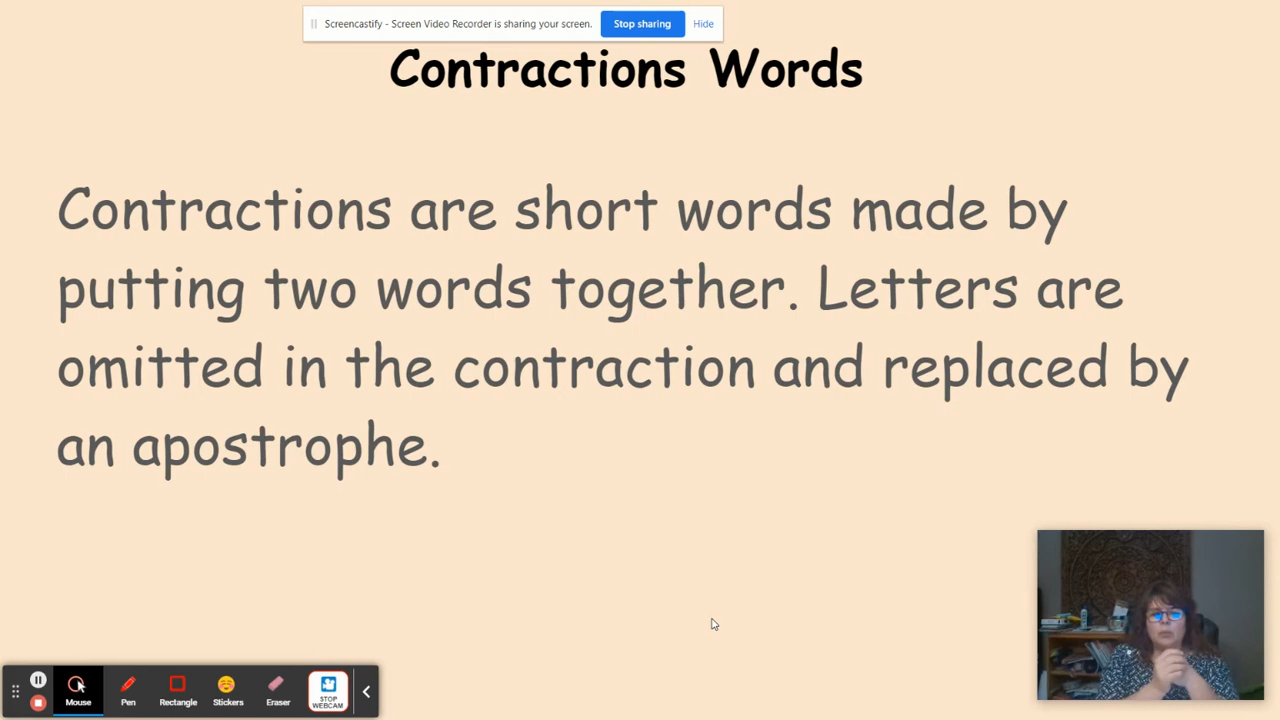 Screencastify - Screen Video Recorder is sharing your screen. Stop sharing Hide
Contractions Words
Contractions are short words made by
putting two words together. Letters are
omitted in the contraction and replaced by
an apostrophe.
Mouse Pen Rectangle Stickers Eraser STOP
WEBCAM